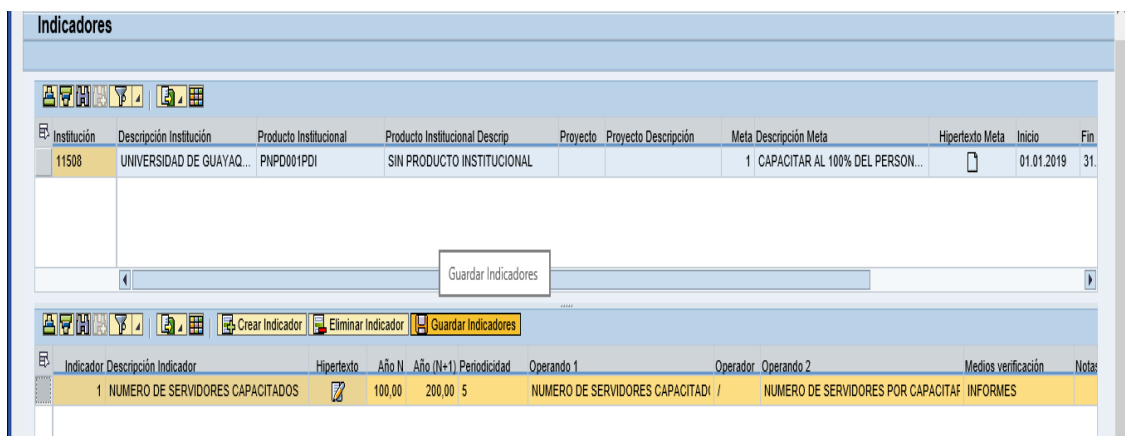 Indicadores
Institución Descripción Institución Producto Institucional Producto Institucional Descrip Proyecto Proyecto Descripción Meta Descripción Meta Hipertexto Meta Inicio Fin
11508 UNIVERSIDAD DE GUAYAQ... PNPD001PDI SIN PRODUCTO INSTITUCIONAL 1 CAPACITAR AL 100% DEL PERSON... 01.01.2019 31.
Guardar Indicadores
Crear Indicador Eliminar Indicador Guardar Indicadores
Indicador Descripción Indicador Hipertexto Año N Año (N+1) Periodicidad Operando 1 Operador Operando 2 Medios verificación Notas
1 NUMERO DE SERVIDORES CAPACITADOS 100,00 200,00 5 NUMERO DE SERVIDORES CAPACITAD( / NUMERO DE SERVIDORES POR CAPACITAF INFORMES